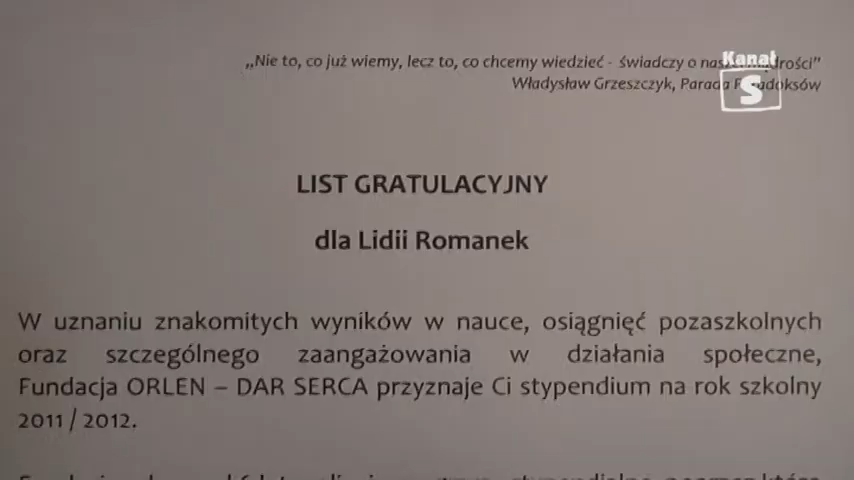 „Nie to, co już wiemy, lecz to, co chcemy wiedzieć - świadczy o naszej mądrości"
Władysław Grzeszczyk, Parada Paradoksów
Kanał
S
LIST GRATULACYJNY
dla Lidii Romanek
W uznaniu znakomitych wyników w nauce, osiągnięć pozaszkolnych
oraz szczególnego zaangażowania w działania społeczne,
Fundacja ORLEN – DAR SERCA przyznaje Ci stypendium na rok szkolny
2011 / 2012.